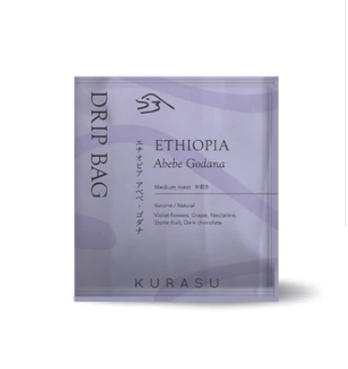 DRIP BAG
エチオピア アベベ・ゴダナ
ETHIOPIA
Abebe Godana
Medium roast 中煎り
Kurume / Natural
Violet flowers, Grape, Nectarine,
Stone fruit, Dark chocolate
KURASU